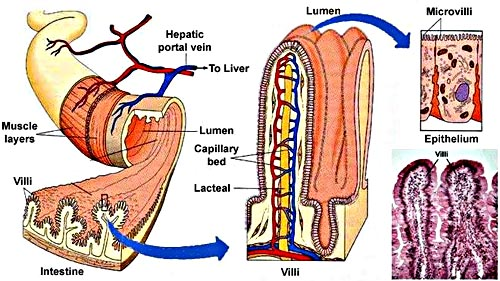 Hepatic
portal vein
To Liver
Muscle
layers
Lumen
Villi
Intestine
Lumen
Capillary
bed
Lacteal
Villi
Microvilli
Epithelium
Villi